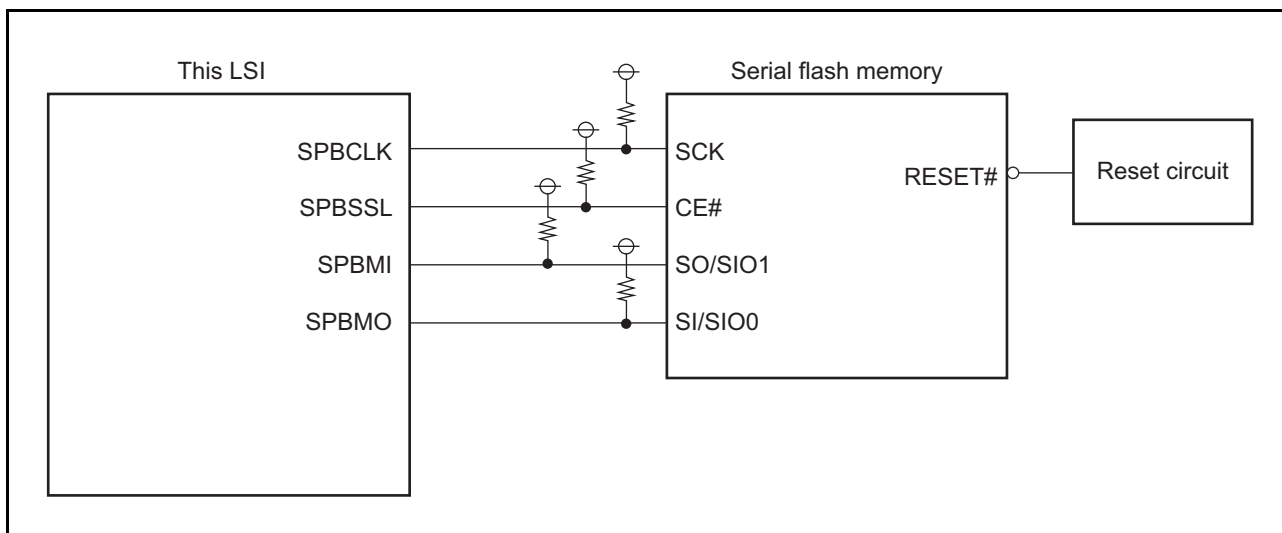 This LSI
Serial flash memory
SPBCLK
SCK
RESET#
Reset circuit
SPBSSL
CE#
SPBMI
SO/SIO1
SPBMO
SI/SIO0